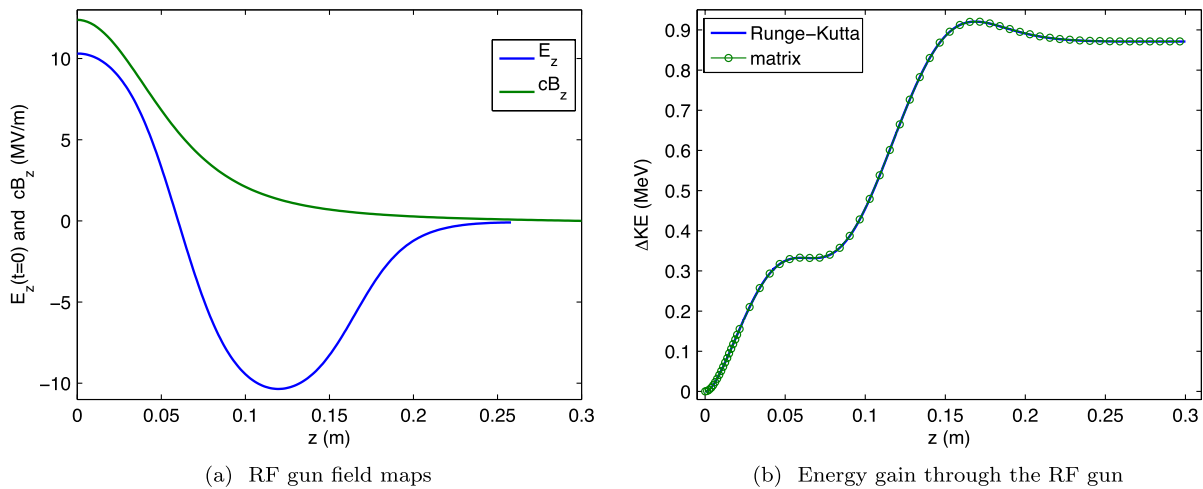 E_z
cB_z
10
5
0
−5
−10
E_z(t=0) and cB_z (MV/m)
0
0.05
0.1
0.15
0.2
0.25
0.3
z (m)
(a) RF gun field maps
Runge−Kutta
matrix
0.9
0.8
0.7
0.6
0.5
0.4
0.3
0.2
0.1
0
ΔKE (MeV)
0
0.05
0.1
0.15
0.2
0.25
0.3
z (m)
(b) Energy gain through the RF gun